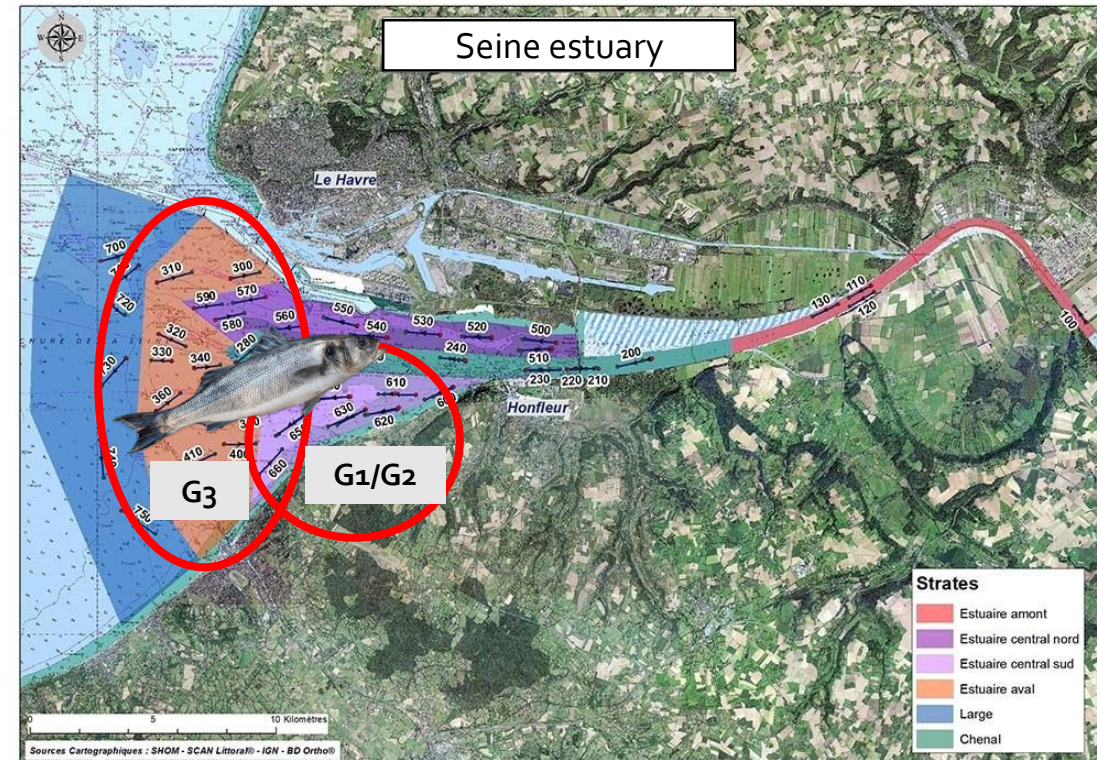 Seine estuary
N
W
E
S
Le Havre
Honfleur
700
720
730
750
310
300
590
570
580
560
280
320
330
340
360
410
400
550
540
530
520
500
240
510
230
220
210
200
130
110
120
100
610
630
620
660
G3
G1/G2
0
5
10 Kilomètres
Sources Cartographiques : SHOM - SCAN Littoral® - IGN - BD Ortho®
Strates
Estuaire amont
Estuaire central nord
Estuaire central sud
Estuaire aval
Large
Chenal